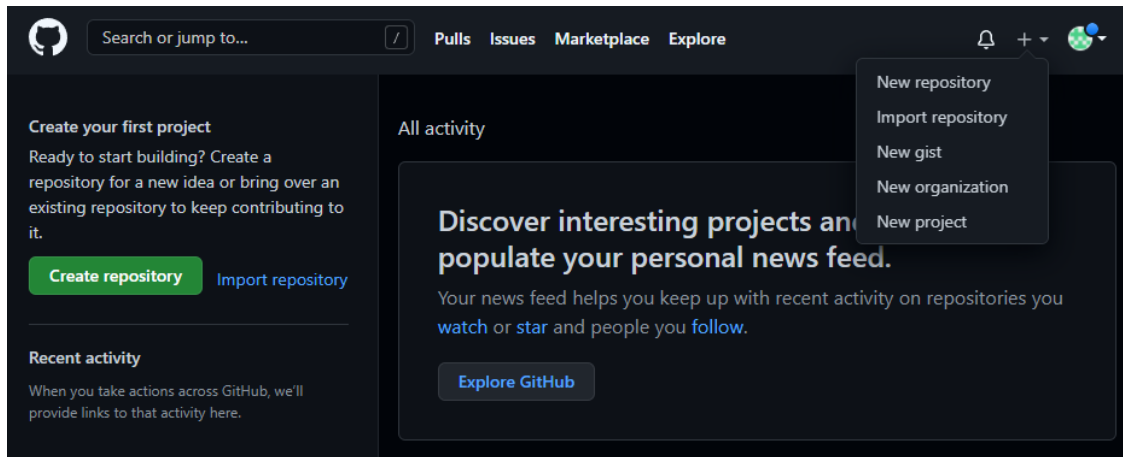 Search or jump to... / Pulls Issues Marketplace Explore
New repository
Import repository
New gist
New organization
New project
Create your first project
Ready to start building? Create a
repository for a new idea or bring over an
existing repository to keep contributing to
it.
Create repository Import repository
Recent activity
When you take actions across GitHub, we'll
provide links to that activity here.
All activity
Discover interesting projects an
populate your personal news feed.
Your news feed helps you keep up with recent activity on repositories you
watch or star and people you follow.
Explore GitHub